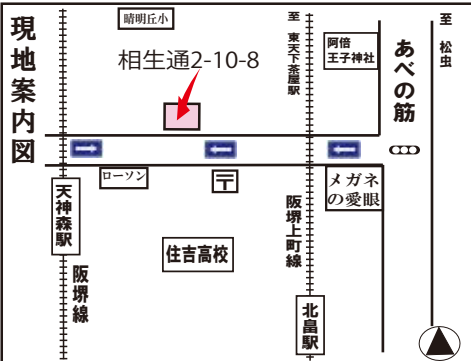 現地案内図
晴明丘小
至 東天下茶屋駅
阿倍
王子神社
あべの筋
至 松虫
相生通2-10-8
ローソン
〒
メガネ
の愛眼
天神森駅
阪堺線
住吉高校
阪堺上町線
北畠駅